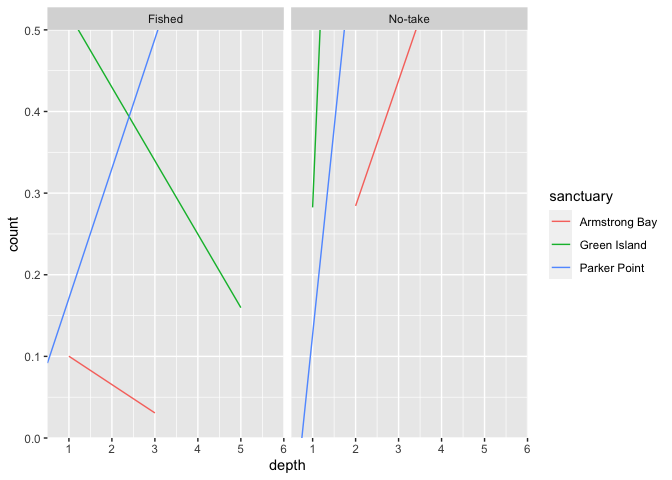 Fished No-take
0.5
0.4
0.3
0.2
0.1
0.0
count
1 2 3 4 5 6 1 2 3 4 5 6
depth
sanctuary
Armstrong Bay
Green Island
Parker Point